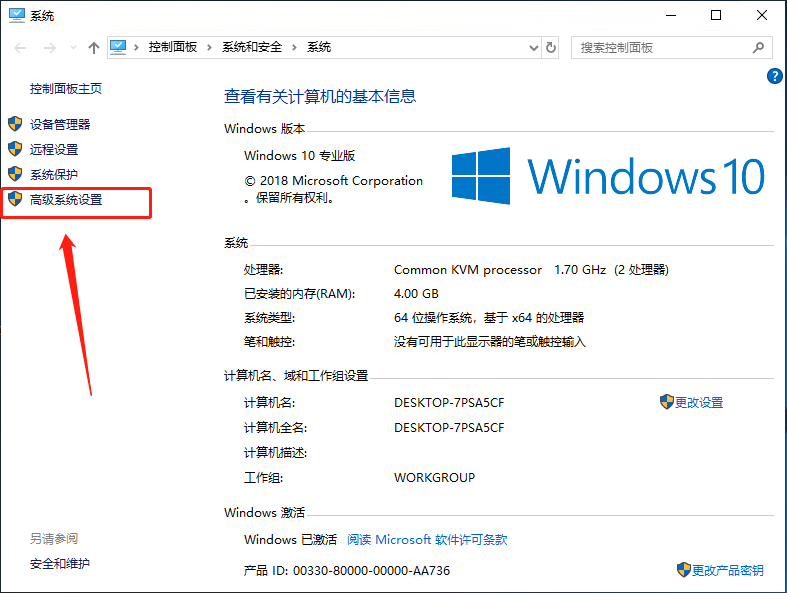 系统
控制面板 > 系统和安全 > 系统
搜索控制面板
控制面板主页
设备管理器
远程设置
系统保护
高级系统设置
查看有关计算机的基本信息
Windows 版本
Windows 10 专业版
© 2018 Microsoft Corporation
。保留所有权利。
Windows 10
系统
处理器: Common KVM processor 1.70 GHz (2 处理器)
已安装的内存(RAM): 4.00 GB
系统类型: 64 位操作系统, 基于 x64 的处理器
笔和触控: 没有可用于此显示器的笔或触控输入
计算机名、域和工作组设置
计算机名: DESKTOP-7PSA5CF 更改设置
计算机全名: DESKTOP-7PSA5CF
计算机描述:
工作组: WORKGROUP
Windows 激活
Windows 已激活 阅读 Microsoft 软件许可条款
产品 ID: 00330-80000-00000-AA736 更改产品密钥
另请参阅
安全和维护